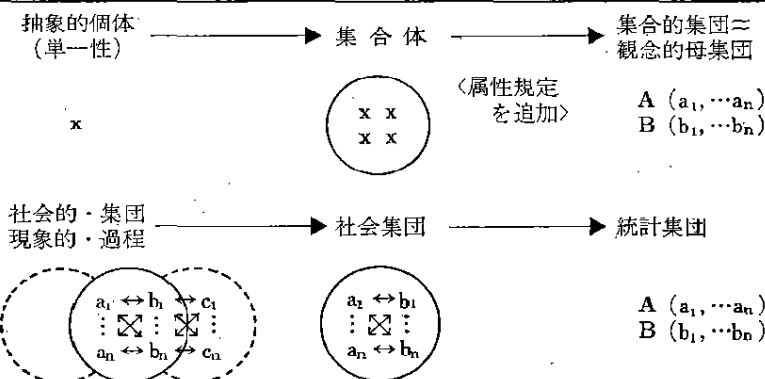 抽象的個体
（単一性）
集合体
集合的集団≈
観念的母集団
x
x x
x x
〈属性規定
を追加〉
A (a₁, …aₙ)
B (b₁, …bₙ)
社会的・集団
現象的・過程
社会集団
統計集団
a₁ ↔ b₁ ↔ c₁
⋮ ⋮ ⋮
aₙ ↔ bₙ ↔ cₙ
a₁ ↔ b₁
⋮ ⋮
aₙ ↔ bₙ
A (a₁, …aₙ)
B (b₁, …bₙ)